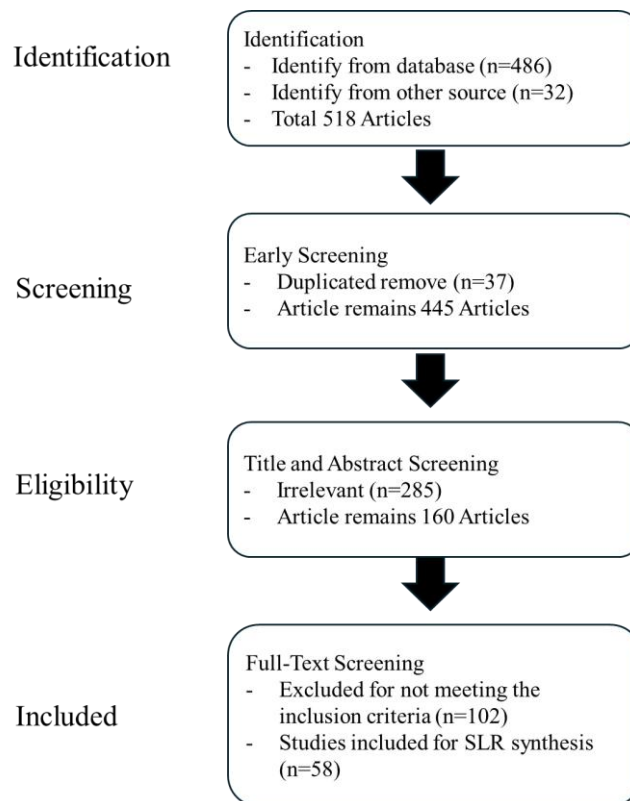 Identification
Identification
- Identify from database (n=486)
- Identify from other source (n=32)
- Total 518 Articles
Screening
Early Screening
- Duplicated remove (n=37)
- Article remains 445 Articles
Eligibility
Title and Abstract Screening
- Irrelevant (n=285)
- Article remains 160 Articles
Included
Full-Text Screening
- Excluded for not meeting the
inclusion criteria (n=102)
- Studies included for SLR synthesis
(n=58)